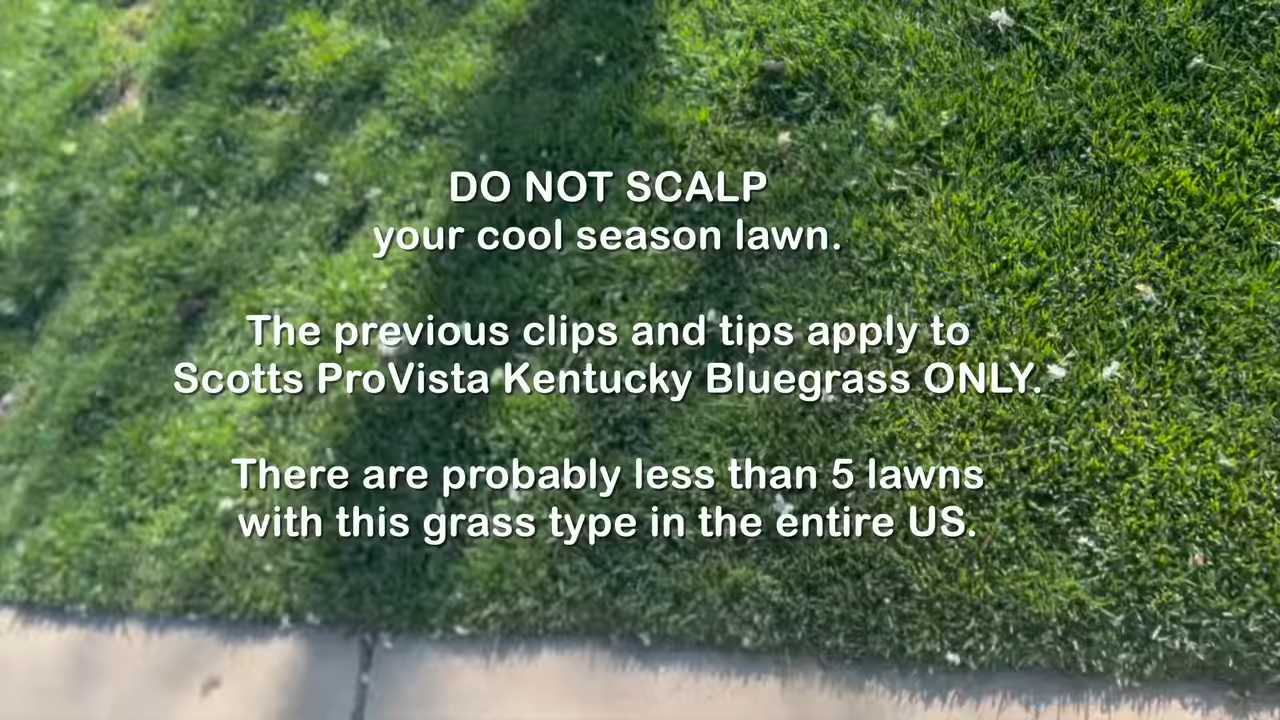 DO NOT SCALP
your cool season lawn.
The previous clips and tips apply to
Scotts ProVista Kentucky Bluegrass ONLY.
There are probably less than 5 lawns
with this grass type in the entire US.